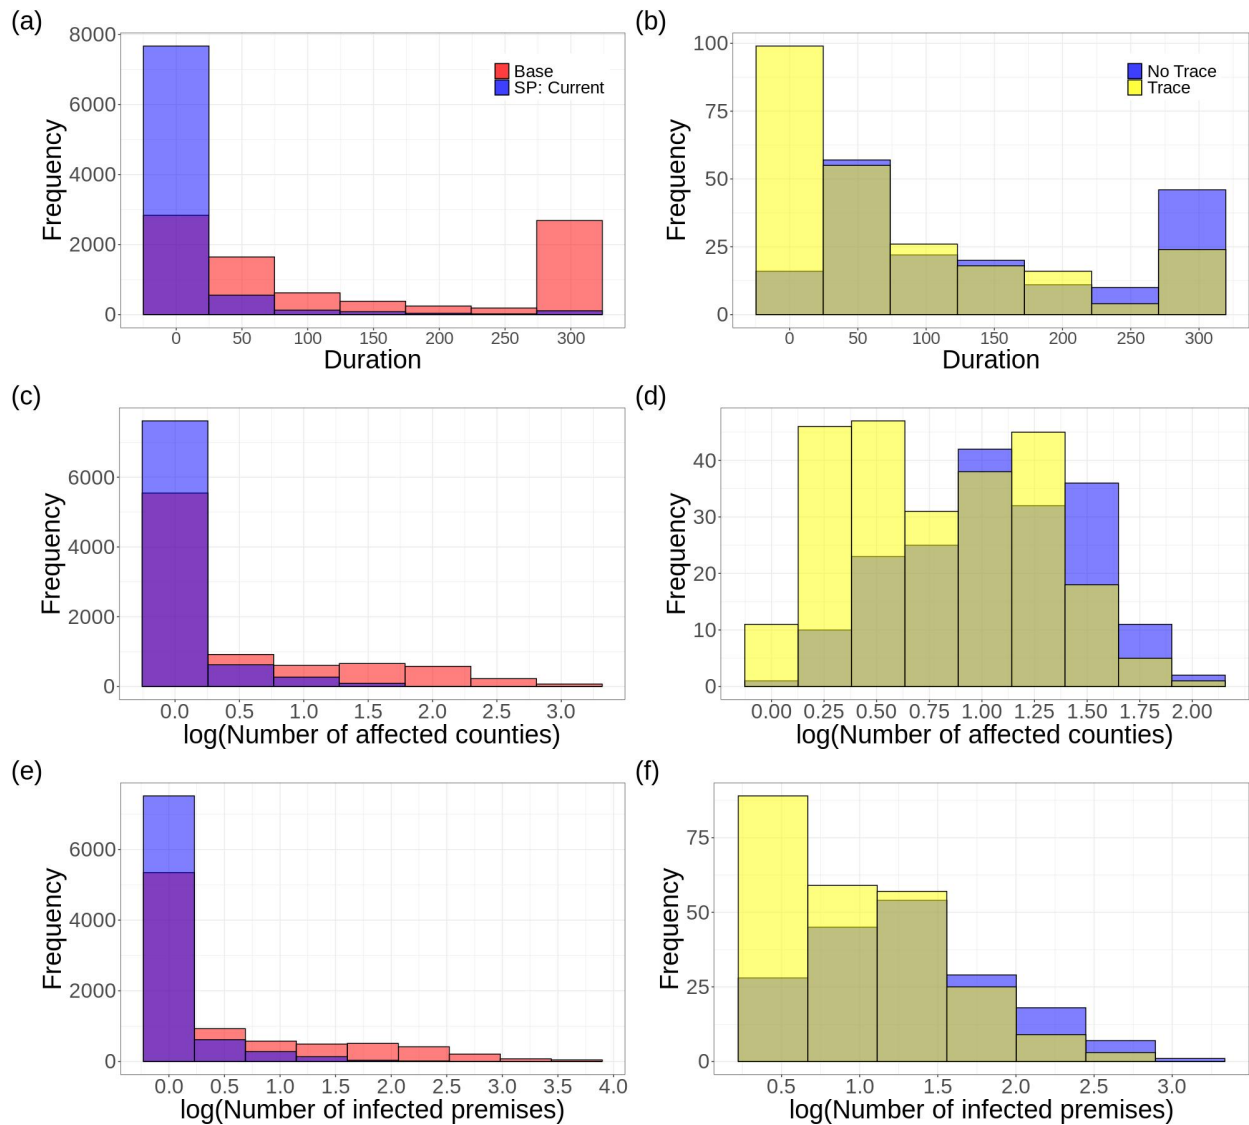 (a)
8000
6000
4000
2000
0
Frequency
Base
SP: Current
0 50 100 150 200 250 300
Duration
(b)
100
75
50
25
0
Frequency
No Trace
Trace
0 50 100 150 200 250 300
Duration
(c)
6000
4000
2000
0
Frequency
0.0 0.5 1.0 1.5 2.0 2.5 3.0
log(Number of affected counties)
(d)
40
30
20
10
0
Frequency
0.00 0.25 0.50 0.75 1.00 1.25 1.50 1.75 2.00
log(Number of affected counties)
(e)
6000
4000
2000
0
Frequency
0.0 0.5 1.0 1.5 2.0 2.5 3.0 3.5 4.0
log(Number of infected premises)
(f)
75
50
25
0
Frequency
0.5 1.0 1.5 2.0 2.5 3.0
log(Number of infected premises)